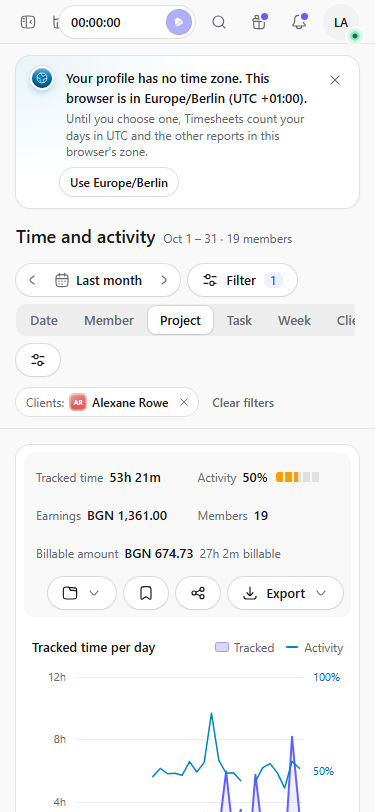 00:00:00
LA
Your profile has no time zone. This
browser is in Europe/Berlin (UTC +01:00).
Until you choose one, Timesheets count your
days in UTC and the other reports in this
browser's zone.
Use Europe/Berlin
Time and activity Oct 1 – 31 · 19 members
Last month Filter 1
Date Member Project Task Week Clie
Clients: AR Alexane Rowe Clear filters
Tracked time 53h 21m Activity 50%
Earnings BGN 1,361.00 Members 19
Billable amount BGN 674.73 27h 2m billable
Export
Tracked time per day Tracked Activity
12h 100%
8h
50%
4h